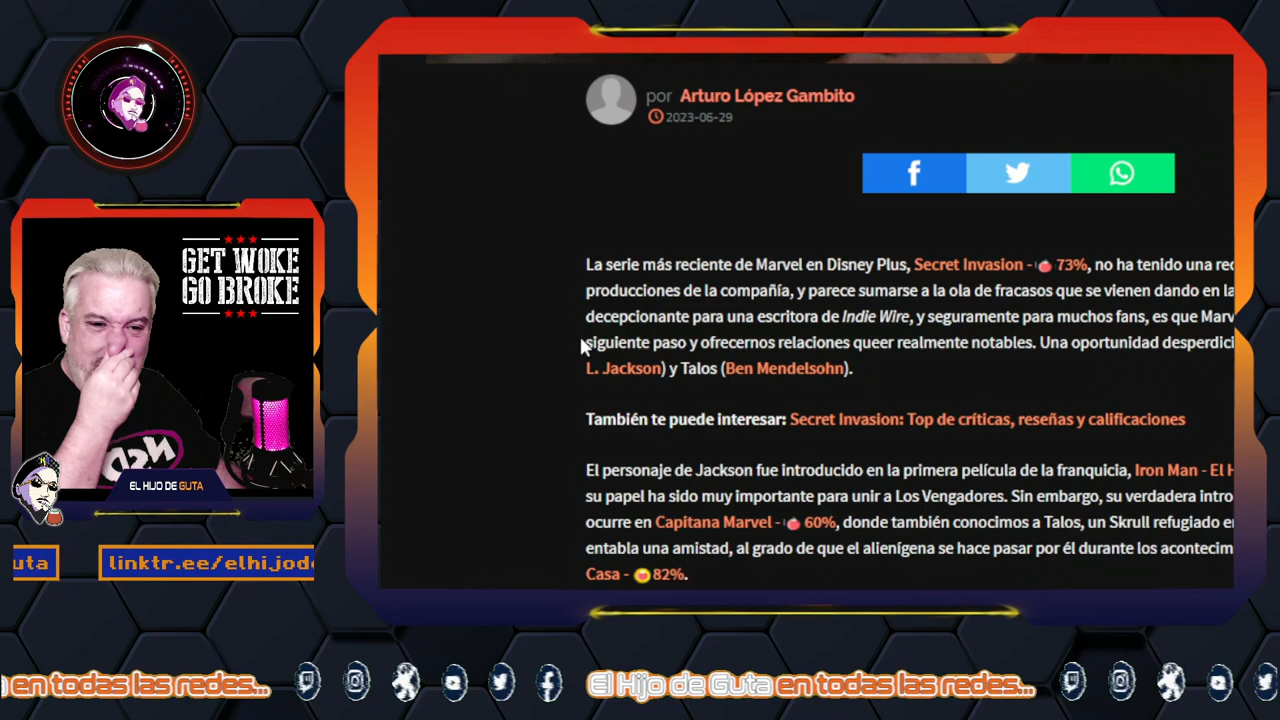 por Arturo López Gambito
2023-06-29
La serie más reciente de Marvel en Disney Plus, Secret Invasion - 73%, no ha tenido una
producciones de la compañía, y parece sumarse a la ola de fracasos que se vienen dando en la
decepcionante para una escritora de Indie Wire, y seguramente para muchos fans, es que
siguiente paso y ofrecernos relaciones queer realmente notables. Una oportunidad
L. Jackson) y Talos (Ben Mendelsohn).
También te puede interesar: Secret Invasion: Top de críticas, reseñas y calificaciones
El personaje de Jackson fue introducido en la primera película de la franquicia, Iron Man - El
su papel ha sido muy importante para unir a Los Vengadores. Sin embargo, su verdadera
ocurre en Capitana Marvel - 60%, donde también conocimos a Talos, un Skrull refugiado
entabla una amistad, al grado de que el alienígena se hace pasar por él durante los
Casa - 82%.
GET WOKE
GO BROKE
NSD
EL HIJO DE GUTA
uta linktr.ee/elhijod
en todas las redes... El Hijo de Guta en todas las redes...